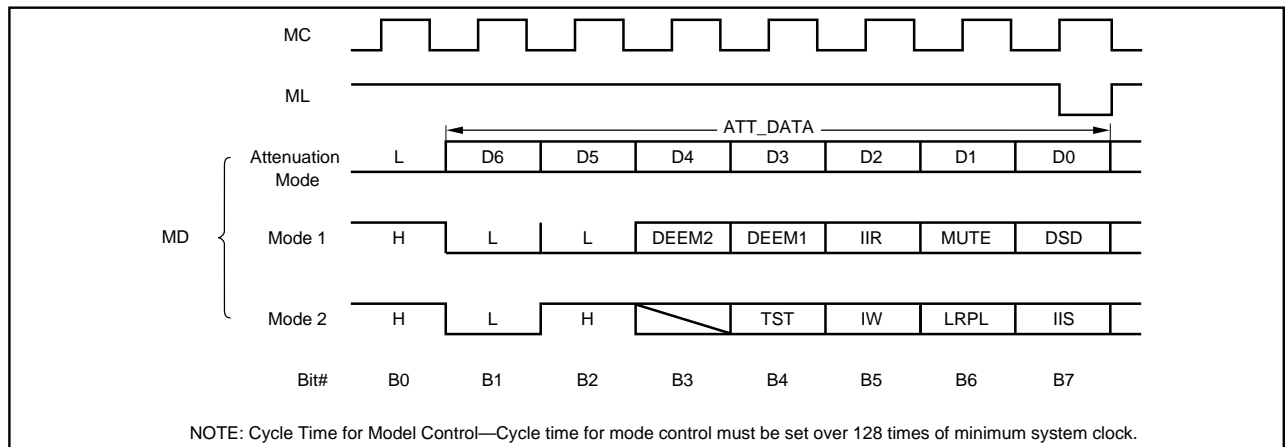 MC
ML
ATT_DATA
Attenuation Mode L D6 D5 D4 D3 D2 D1 D0
MD
Mode 1 H L L DEEM2 DEEM1 IIR MUTE DSD
Mode 2 H L H TST IW LRPL IIS
Bit# B0 B1 B2 B3 B4 B5 B6 B7
NOTE: Cycle Time for Model Control—Cycle time for mode control must be set over 128 times of minimum system clock.